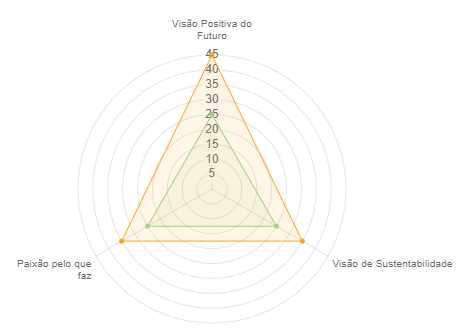 Visão Positiva do
Futuro
45
40
35
30
25
20
15
10
5
Paixão pelo que
faz
Visão de Sustentabilidade